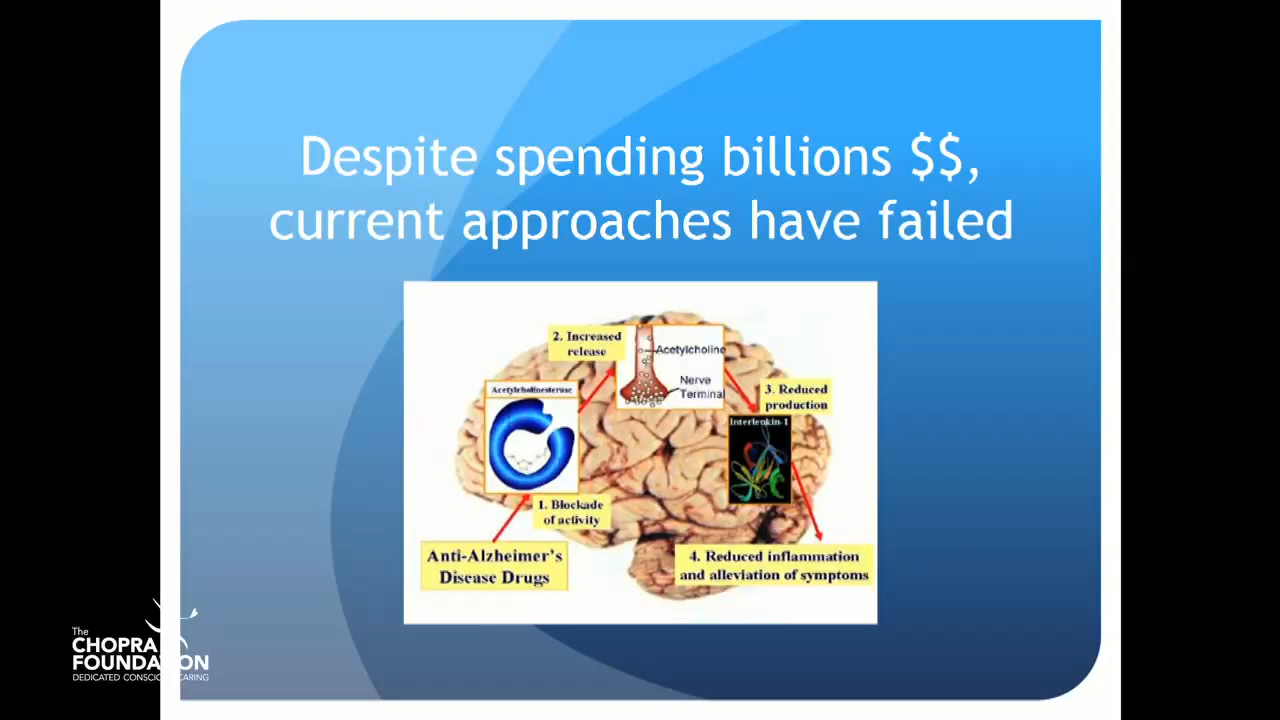 Despite spending billions $$,
current approaches have failed
2. Increased
release
Acetylcholine
Nerve
Terminal
Acetylcholinesterase
3. Reduced
production
Interleukin-1
1. Blockade
of activity
Anti-Alzheimer's
Disease Drugs
4. Reduced inflammation
and alleviation of symptoms
The
CHOPRA
FOUNDATION
DEDICATED CONSCIOUS CARING